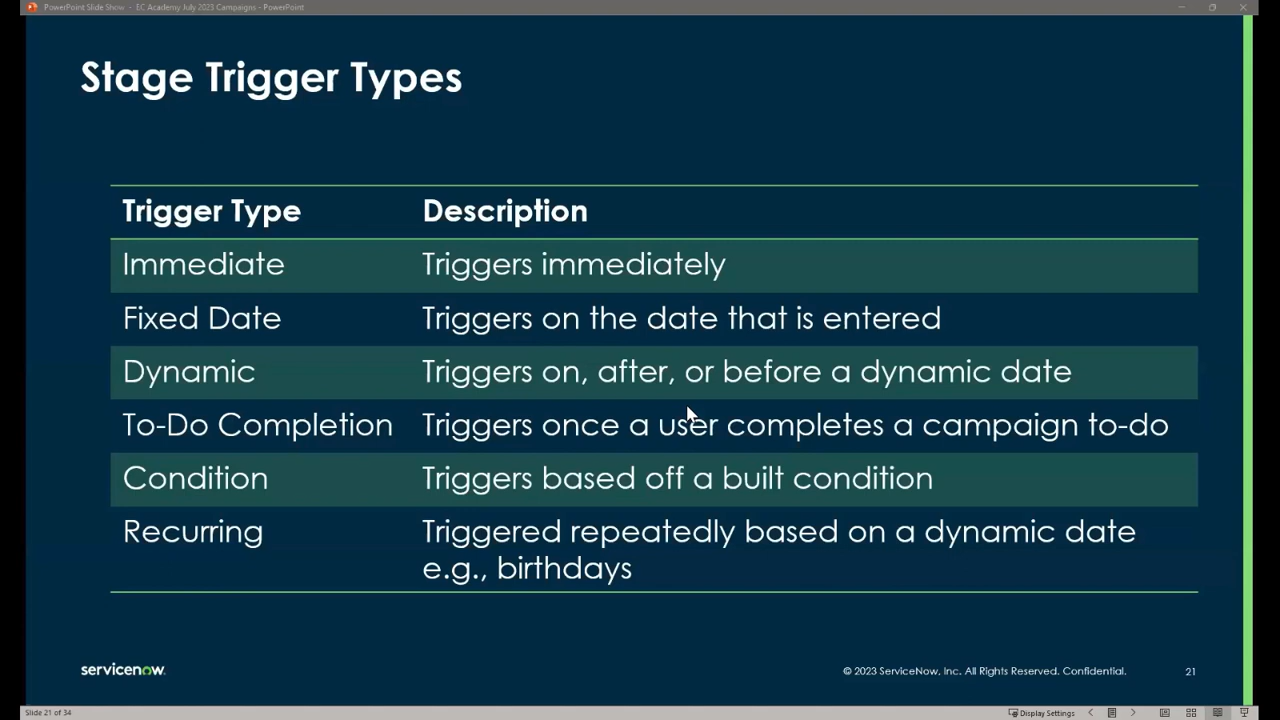 PowerPoint Slide Show - EC Academy July 2023 Campaigns - PowerPoint
Stage Trigger Types
Trigger Type Description
Immediate Triggers immediately
Fixed Date Triggers on the date that is entered
Dynamic Triggers on, after, or before a dynamic date
To-Do Completion Triggers once a user completes a campaign to-do
Condition Triggers based off a built condition
Recurring Triggered repeatedly based on a dynamic date
e.g., birthdays
servicenow
© 2023 ServiceNow, Inc. All Rights Reserved. Confidential. 21
Slide 21 of 34 Display Settings